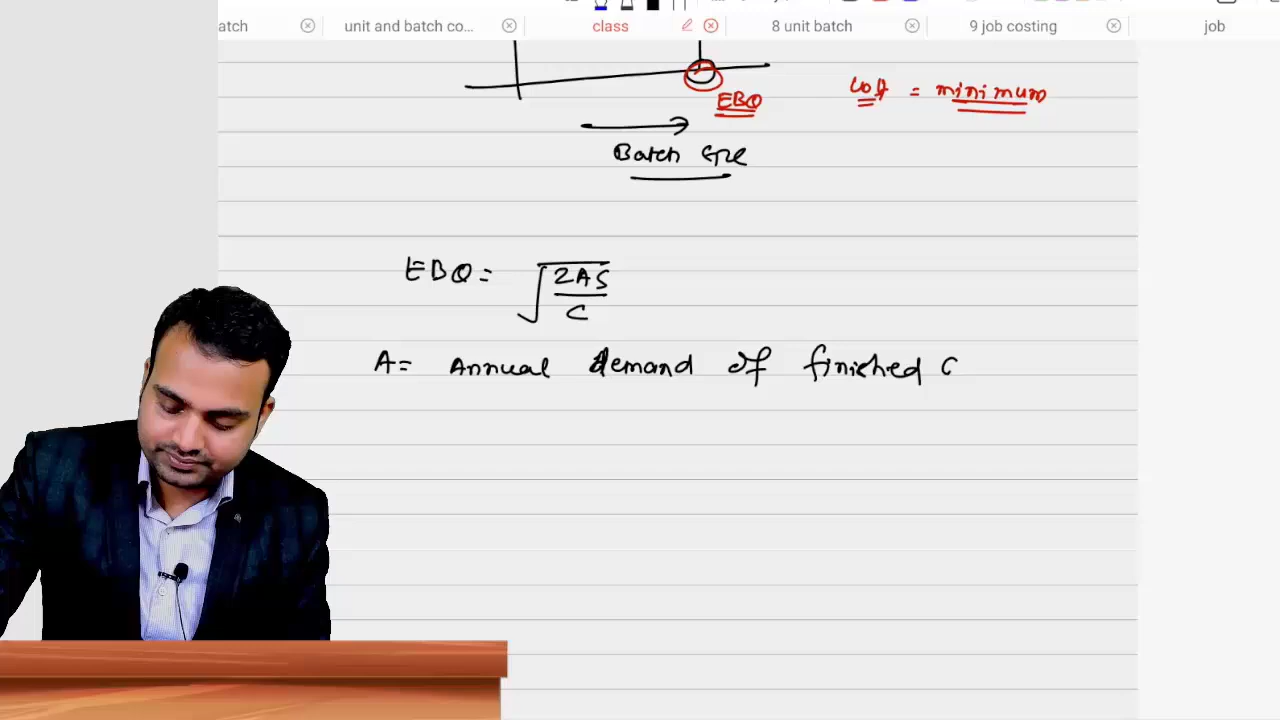 atch unit and batch co... class 8 unit batch 9 job costing job
EBQ
Cost = minimum
Batch size
EBQ = √2AS/C
A = Annual demand of finished C